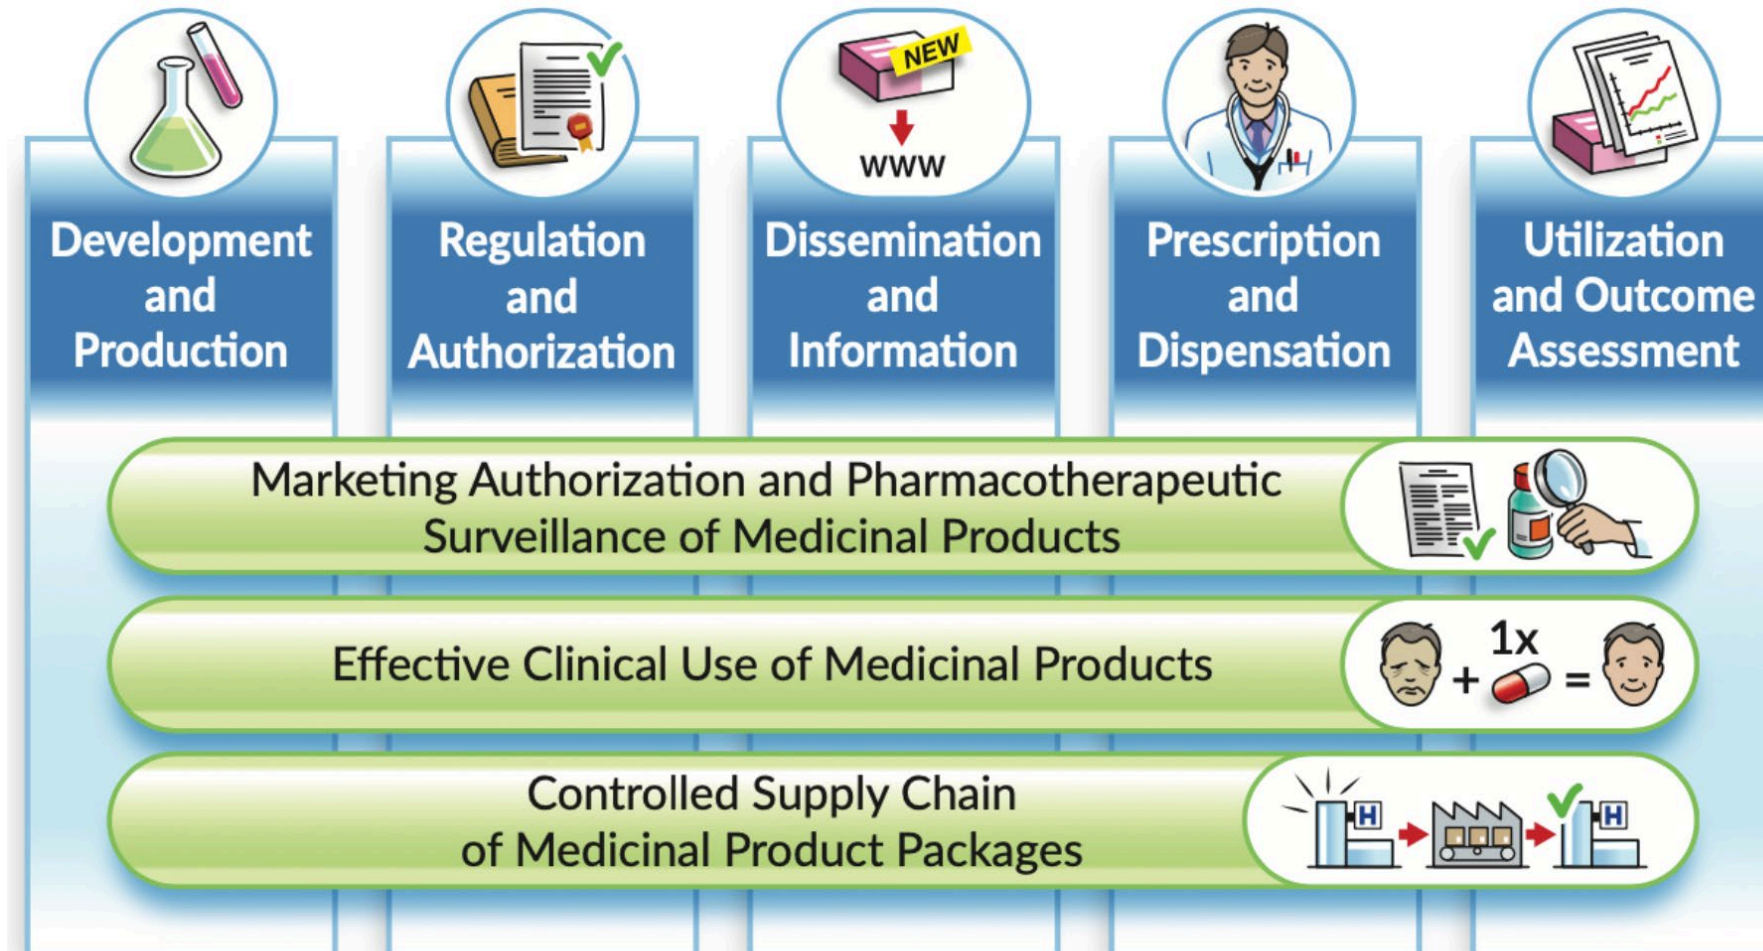 NEW
WWW
Development
and
Production
Regulation
and
Authorization
Dissemination
and
Information
Prescription
and
Dispensation
Utilization
and Outcome
Assessment
Marketing Authorization and Pharmacotherapeutic
Surveillance of Medicinal Products
Effective Clinical Use of Medicinal Products
1x
+ =
Controlled Supply Chain
of Medicinal Product Packages
H
H